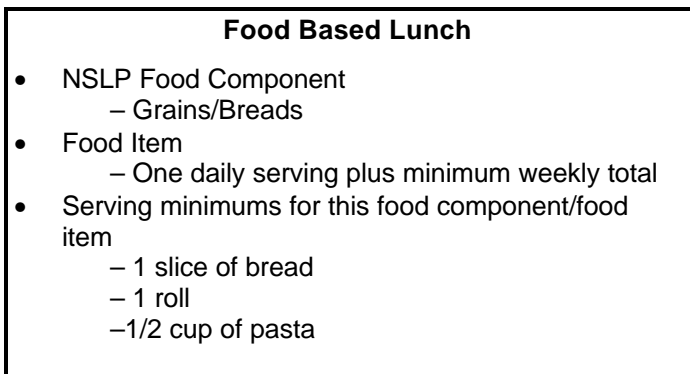 Food Based Lunch
• NSLP Food Component
– Grains/Breads
• Food Item
– One daily serving plus minimum weekly total
• Serving minimums for this food component/food
item
– 1 slice of bread
– 1 roll
–1/2 cup of pasta